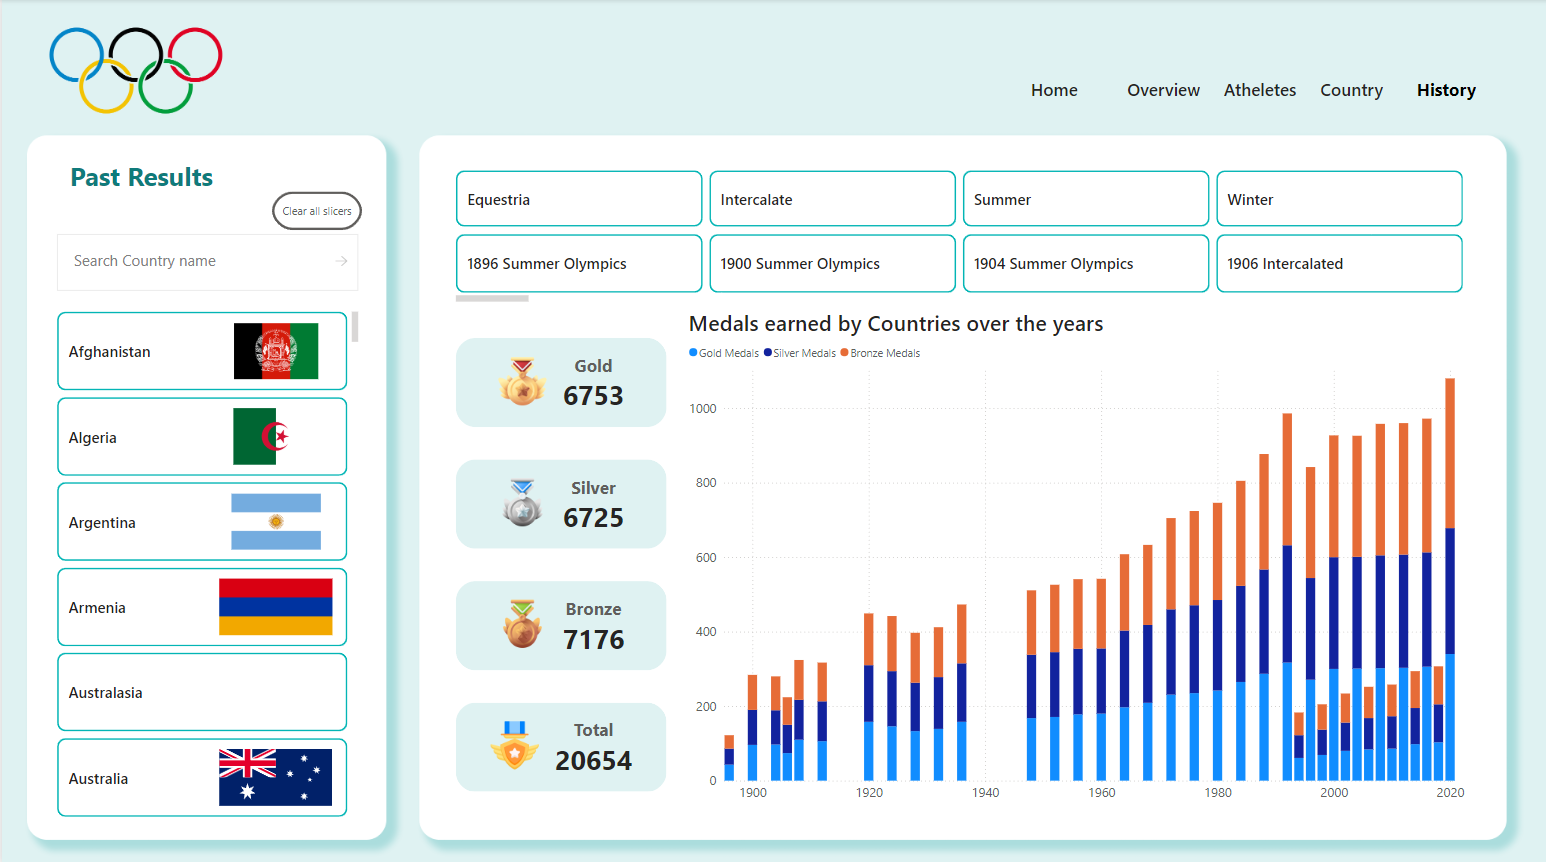 Home Overview Atheletes Country History
Past Results
Clear all slicers
Search Country name
Afghanistan
Algeria
Argentina
Armenia
Australasia
Australia
Equestria Intercalate Summer Winter
1896 Summer Olympics 1900 Summer Olympics 1904 Summer Olympics 1906 Intercalated
Gold
6753
Silver
6725
Bronze
7176
Total
20654
Medals earned by Countries over the years
Gold Medals Silver Medals Bronze Medals
1000
800
600
400
200
0
1900 1920 1940 1960 1980 2000 2020